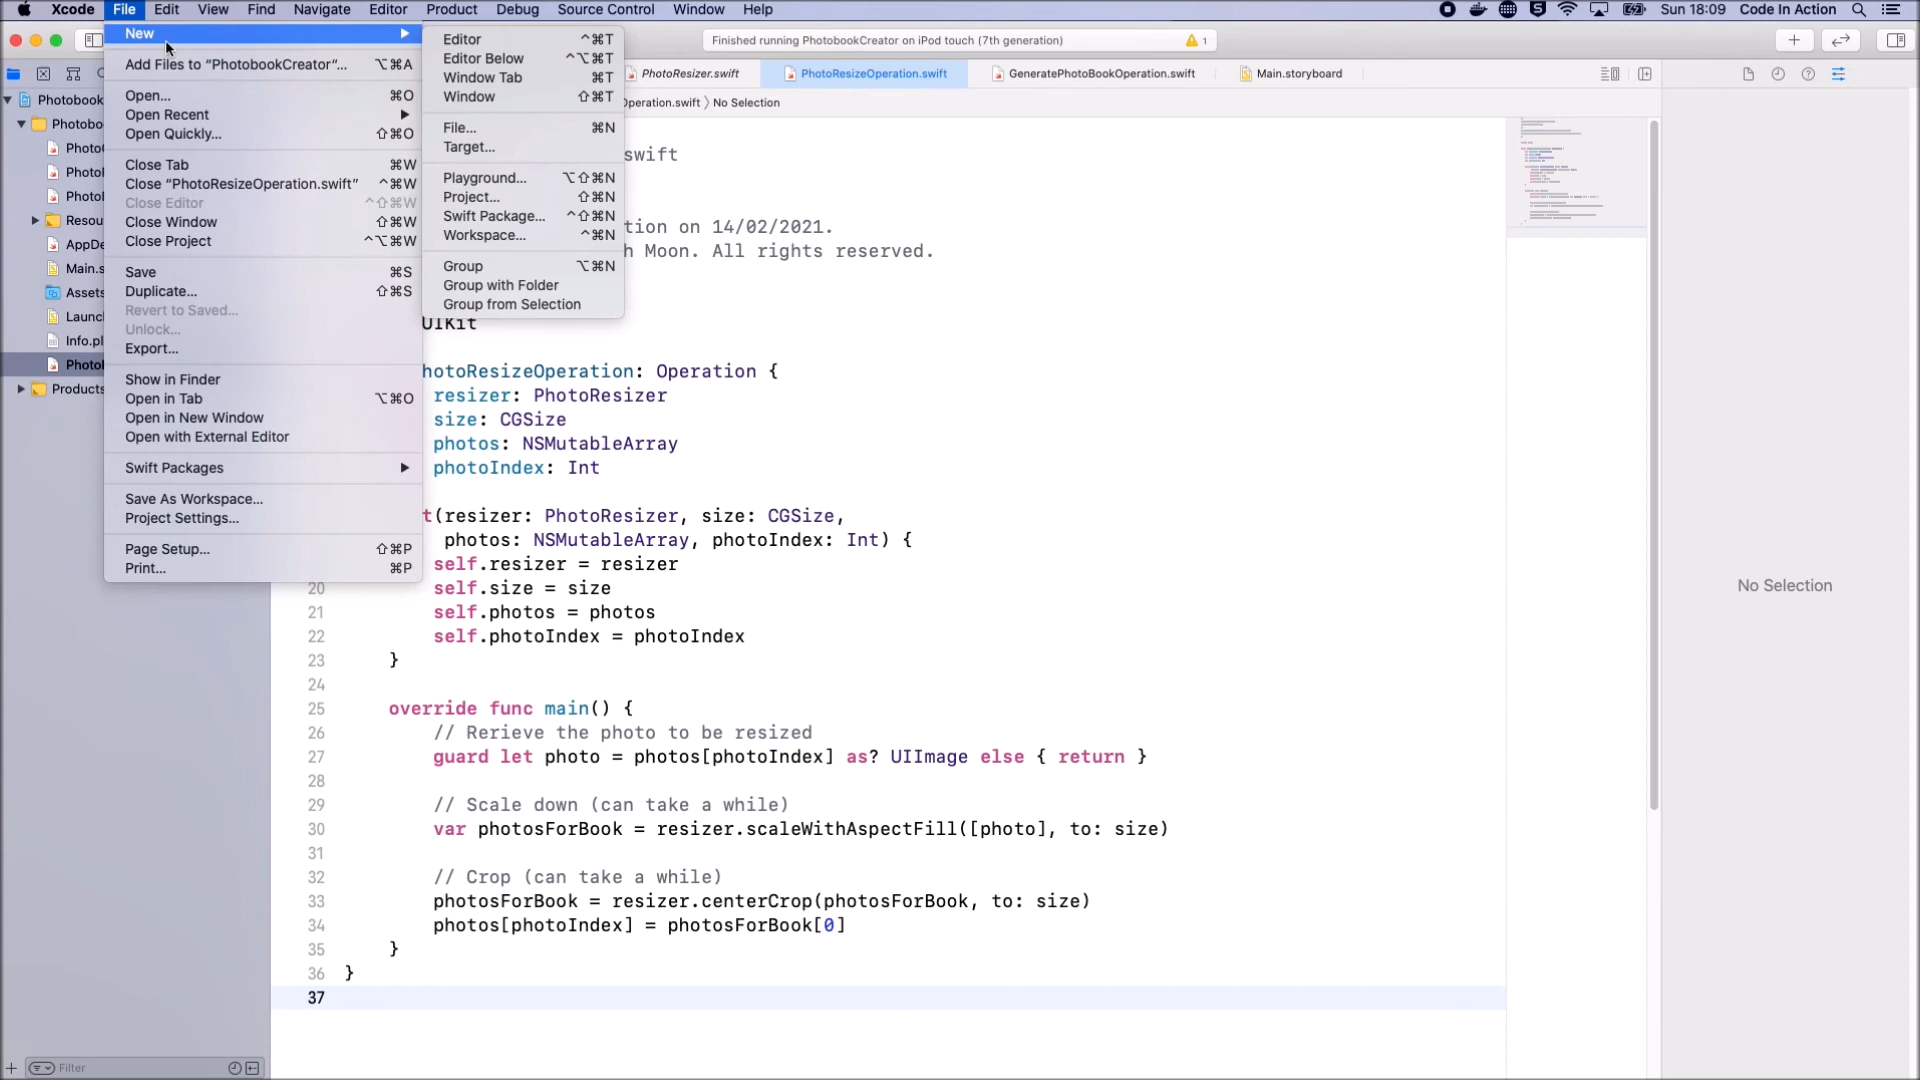 Xcode File Edit View Find Navigate Editor Product Debug Source Control Window Help Sun 18:09 Code In Action
Finished running PhotobookCreator on iPod touch (7th generation) 1
PhotoResizer.swift PhotoResizeOperation.swift GeneratePhotoBookOperation.swift Main.storyboard
Operation.swift No Selection
New
Add Files to “PhotobookCreator”... ⌥⌘A
Open... ⌘O
Open Recent
Open Quickly... ⇧⌘O
Close Tab ⌘W
Close “PhotoResizeOperation.swift” ^⌘W
Close Editor ^⇧⌘W
Close Window ⇧⌘W
Close Project ^⌥⌘W
Save ⌘S
Duplicate... ⇧⌘S
Revert to Saved...
Unlock...
Export...
Show in Finder
Open in Tab ⌥⌘O
Open in New Window
Open with External Editor
Swift Packages
Save As Workspace...
Project Settings...
Page Setup... ⇧⌘P
Print... ⌘P
Editor ^⌘T
Editor Below ^⌥⌘T
Window Tab ⌘T
Window ⇧⌘T
File... ⌘N
Target...
Playground... ⌥⇧⌘N
Project... ⇧⌘N
Swift Package... ^⇧⌘N
Workspace... ^⌘N
Group ⌥⌘N
Group with Folder
Group from Selection
Photobook
Photobo
Photo
Photo
Photo
Resou
AppDe
Main.s
Assets
Launch
Info.pl
Photo
Products
Filter
swift
tion on 14/02/2021.
h Moon. All rights reserved.
UIKit
hotoResizeOperation: Operation {
resizer: PhotoResizer
size: CGSize
photos: NSMutableArray
photoIndex: Int
t(resizer: PhotoResizer, size: CGSize,
photos: NSMutableArray, photoIndex: Int) {
self.resizer = resizer
20 self.size = size
21 self.photos = photos
22 self.photoIndex = photoIndex
23 }
24
25 override func main() {
26 // Rerieve the photo to be resized
27 guard let photo = photos[photoIndex] as? UIImage else { return }
28
29 // Scale down (can take a while)
30 var photosForBook = resizer.scaleWithAspectFill([photo], to: size)
31
32 // Crop (can take a while)
33 photosForBook = resizer.centerCrop(photosForBook, to: size)
34 photos[photoIndex] = photosForBook[0]
35 }
36 }
37
No Selection